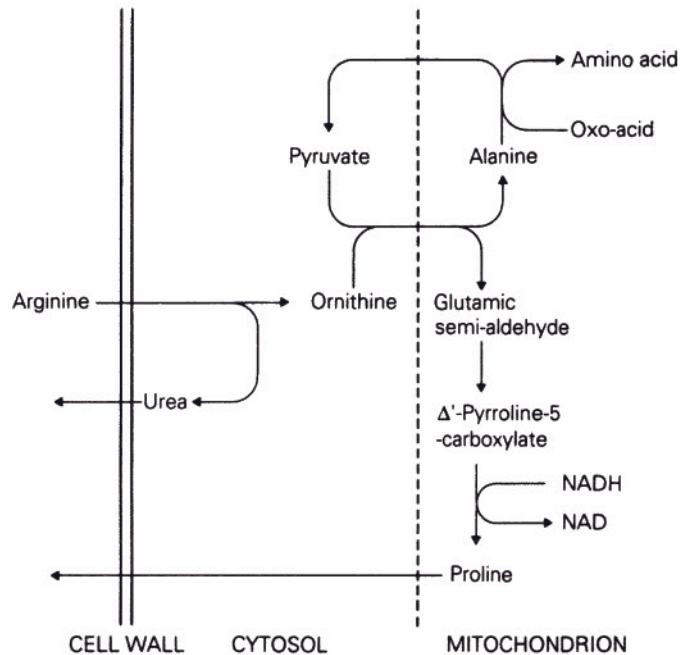 Amino acid
Oxo-acid
Pyruvate
Alanine
Arginine
Ornithine
Glutamic
semi-aldehyde
Urea
Δ'-Pyrroline-5
-carboxylate
NADH
NAD
Proline
CELL WALL
CYTOSOL
MITOCHONDRION